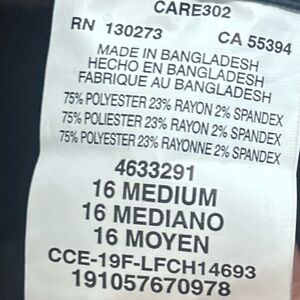 CARE302
RN 130273 CA 55394
MADE IN BANGLADESH
HECHO EN BANGLADESH
FABRIQUE AU BANGLADESH
75% POLYESTER 23% RAYON 2% SPANDEX
75% POLIESTER 23% RAYON 2% SPANDEX
75% POLYESTER 23% RAYONNE 2% SPANDEX
4633291
16 MEDIUM
16 MEDIANO
16 MOYEN
CCE-19F-LFCH14693
191057670978